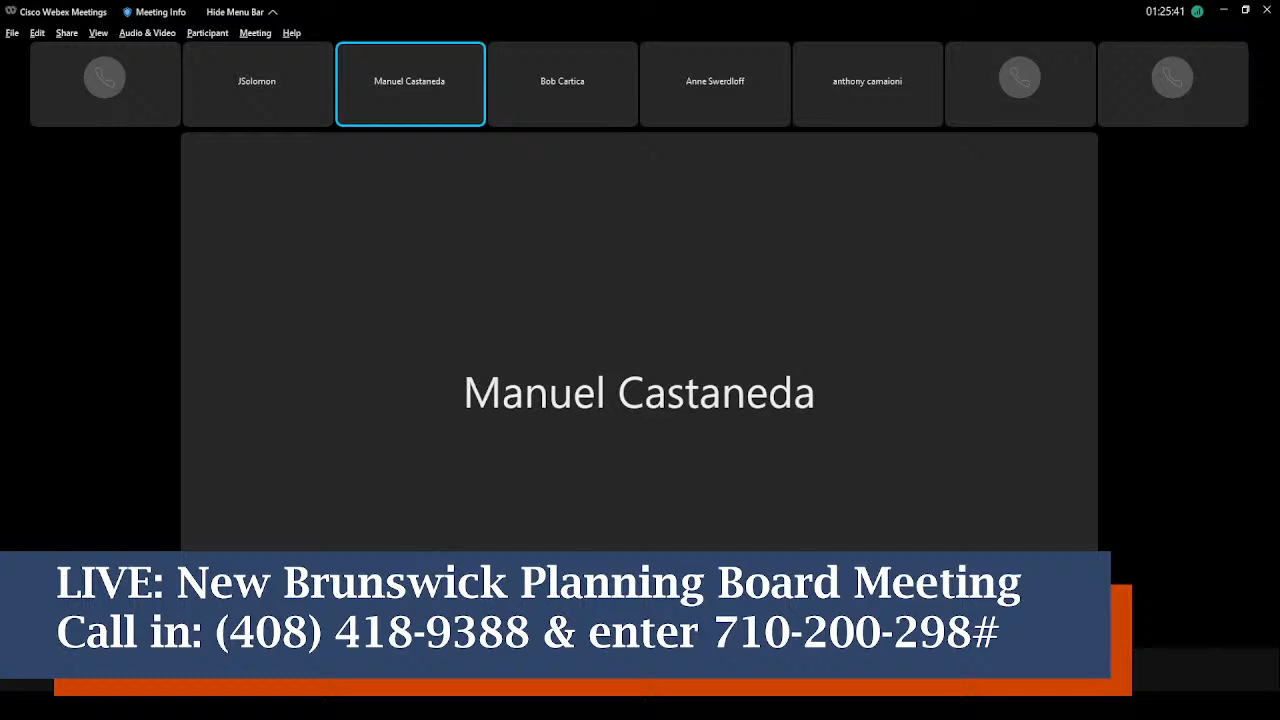 Cisco Webex Meetings Meeting Info Hide Menu Bar 01:25:41
File Edit Share View Audio & Video Participant Meeting Help
JSolomon Manuel Castaneda Bob Cartica Anne Swerdloff anthony camaioni
Manuel Castaneda
LIVE: New Brunswick Planning Board Meeting
Call in: (408) 418-9388 & enter 710-200-298#